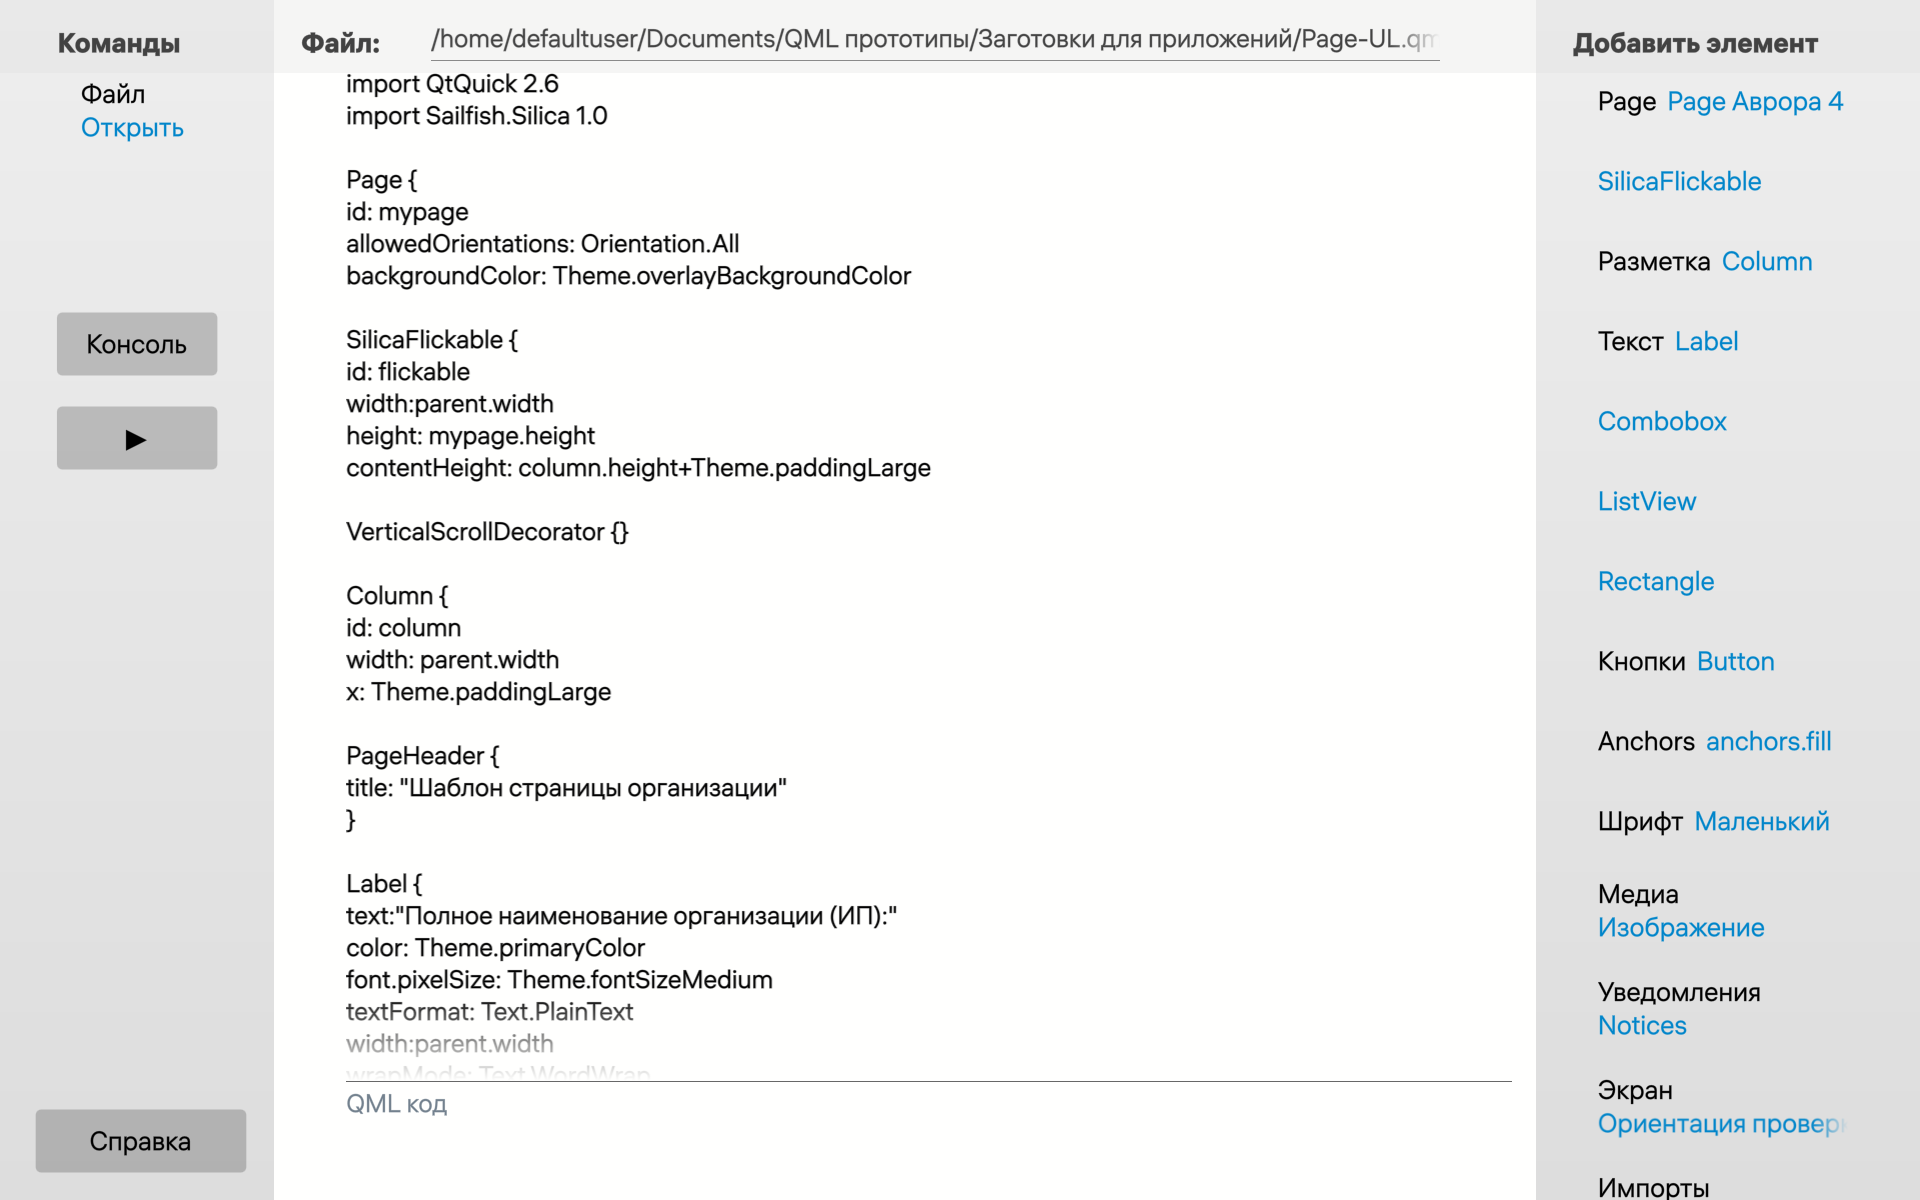 Команды
Файл
Открыть
Консоль
Справка
Файл:
/home/defaultuser/Documents/QML прототипы/Заготовки для приложений/Page-UL.qm
import QtQuick 2.6
import Sailfish.Silica 1.0
Page {
id: mypage
allowedOrientations: Orientation.All
backgroundColor: Theme.overlayBackgroundColor
SilicaFlickable {
id: flickable
width:parent.width
height: mypage.height
contentHeight: column.height+Theme.paddingLarge
VerticalScrollDecorator {}
Column {
id: column
width: parent.width
x: Theme.paddingLarge
PageHeader {
title: "Шаблон страницы организации"
}
Label {
text:"Полное наименование организации (ИП):"
color: Theme.primaryColor
font.pixelSize: Theme.fontSizeMedium
textFormat: Text.PlainText
width:parent.width
wrapMode: Text.WordWrap
QML код
Добавить элемент
Page Page Аврора 4
SilicaFlickable
Разметка Column
Текст Label
Combobox
ListView
Rectangle
Кнопки Button
Anchors anchors.fill
Шрифт Маленький
Медиа
Изображение
Уведомления
Notices
Экран
Ориентация провер
Импорты